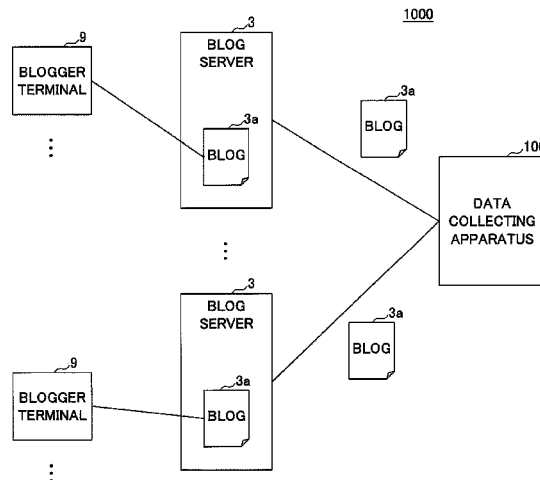 1000
9
BLOGGER
TERMINAL
3
BLOG
SERVER
3a
BLOG
3a
BLOG
100
DATA
COLLECTING
APPARATUS
3
BLOG
SERVER
3a
BLOG
3a
BLOG
9
BLOGGER
TERMINAL